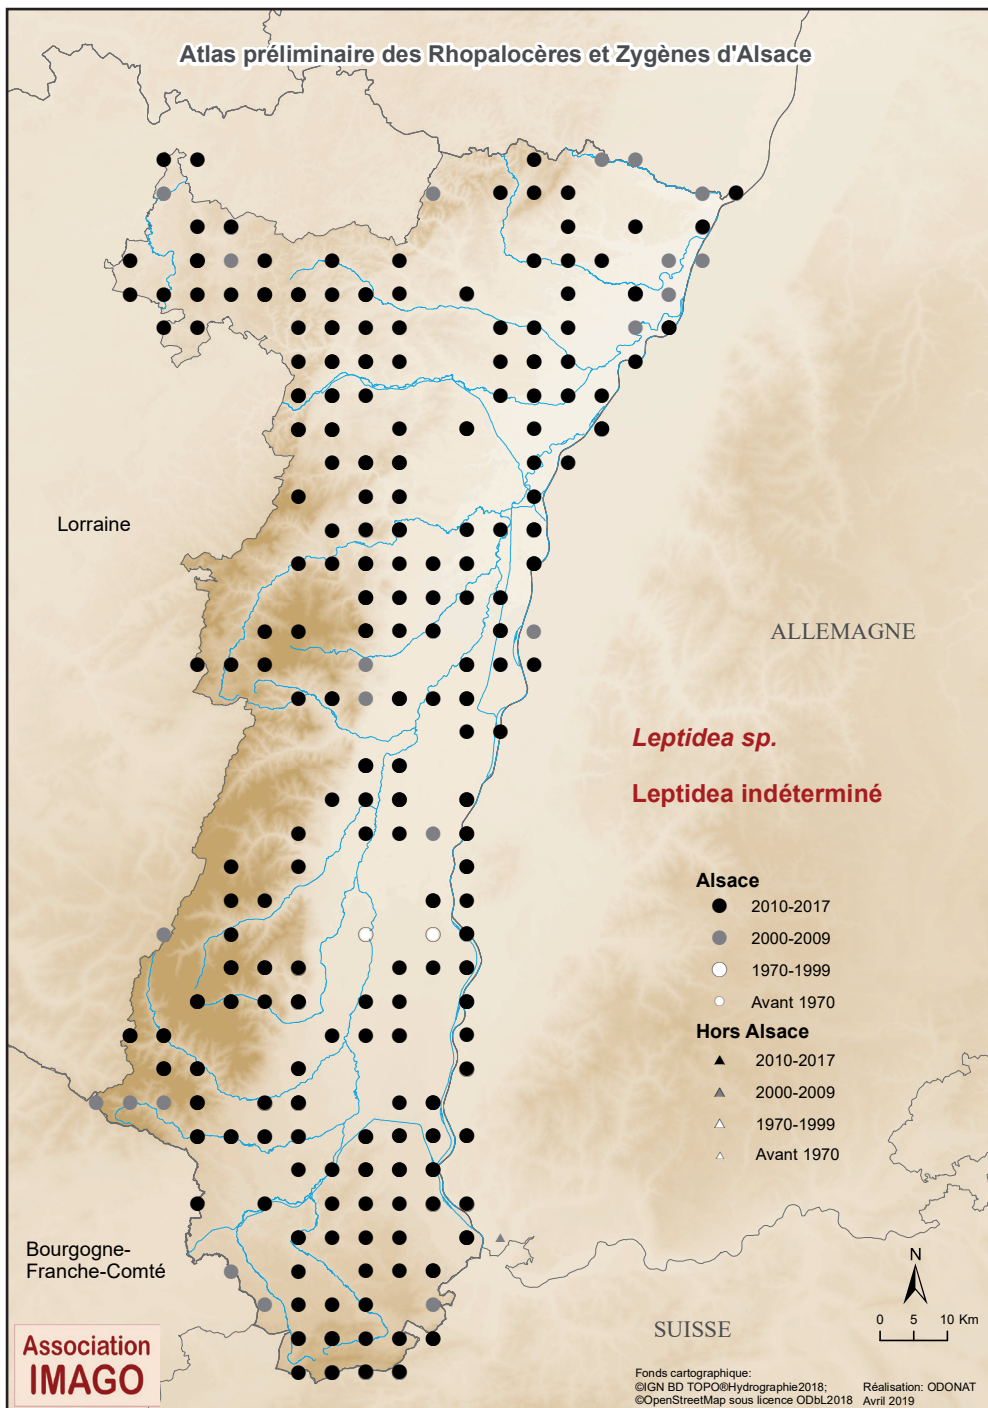 Atlas préliminaire des Rhopalocères et Zygènes d'Alsace
Lorraine
ALLEMAGNE
Leptidea sp.
Leptidea indéterminé
Alsace
2010-2017
2000-2009
1970-1999
Avant 1970
Hors Alsace
2010-2017
2000-2009
1970-1999
Avant 1970
Bourgogne-
Franche-Comté
N
0 5 10 Km
SUISSE
Association
IMAGO
Fonds cartographique:
©IGN BD TOPO®Hydrographie2018;
©OpenStreetMap sous licence ODbL2018
Réalisation: ODONAT
Avril 2019